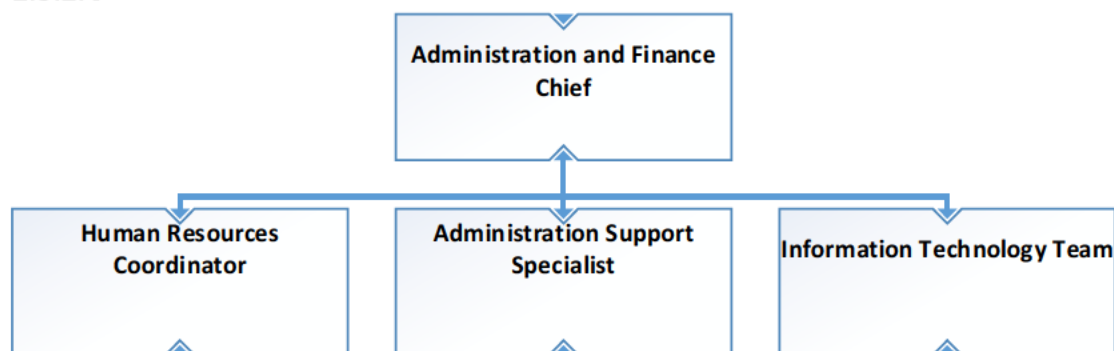 Administration and Finance
Chief
Human Resources
Coordinator
Administration Support
Specialist
Information Technology Team